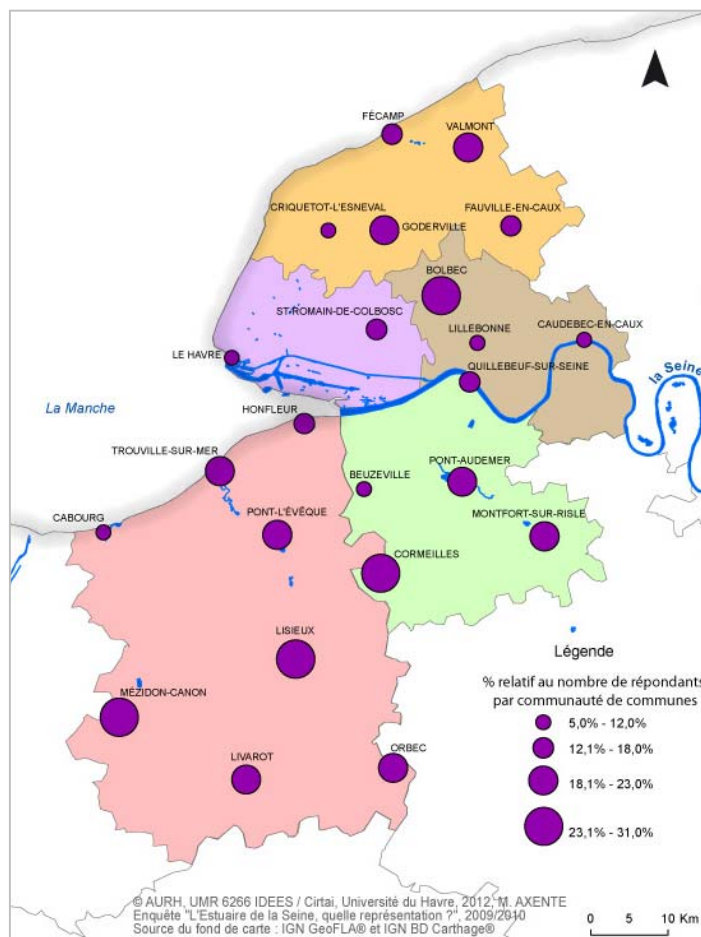 FÉCAMP
VALMONT
CRIQUETOT-L'ESNEVAL
FAUVILLE-EN-CAUX
GODERVILLE
BOLBEC
ST-ROMAIN-DE-COLBOSC
LILLEBONNE
CAUDEBEC-EN-CAUX
LE HAVRE
QUILLEBEUF-SUR-SEINE
la Seine
La Manche
HONFLEUR
TROUVILLE-SUR-MER
BEUZEVILLE
PONT-AUDEMER
CABOURG
PONT-L'ÉVÊQUE
MONTFORT-SUR-RISLE
CORMEILLES
LISIEUX
MÉZIDON-CANON
LIVAROT
ORBEC
Légende
% relatif au nombre de répondants
par communauté de communes
5,0% - 12,0%
12,1% - 18,0%
18,1% - 23,0%
23,1% - 31,0%
© AURH, UMR 6266 IDEES / Cirtai, Université du Havre, 2012, M. AXENTE
Enquête "L'Estuaire de la Seine, quelle représentation ?", 2009/2010
Source du fond de carte : IGN GeoFLA® et IGN BD Carthage®
0 5 10 Km